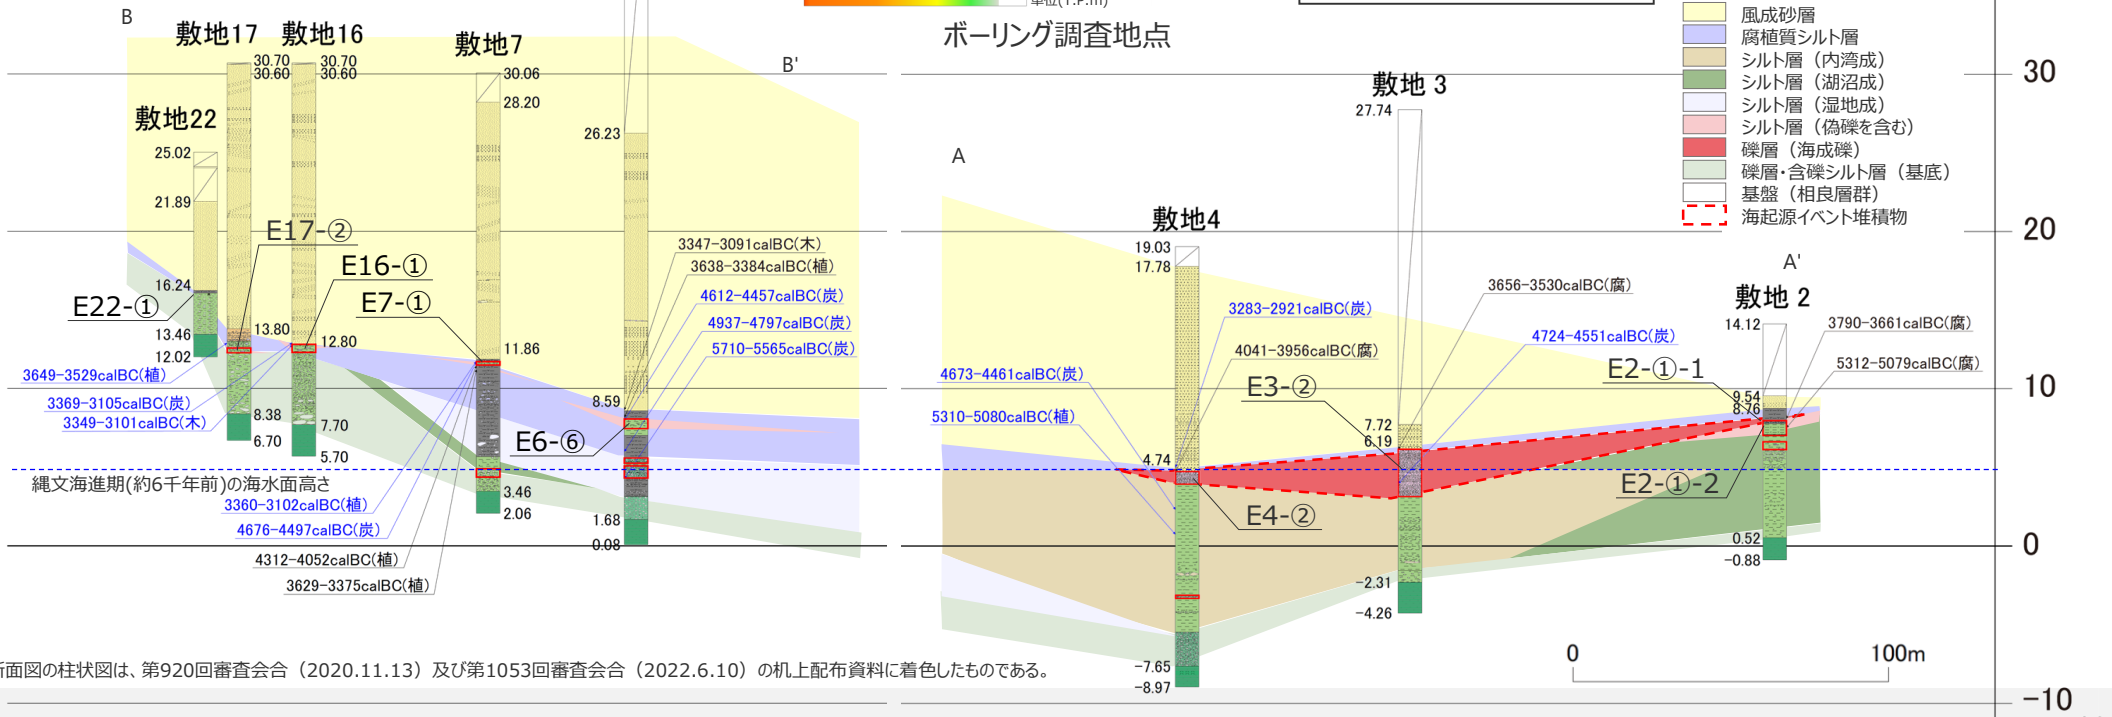 単位(T.P.m)
ボーリング調査地点
風成砂層
腐植質シルト層
シルト層（内湾成）
シルト層（湖沼成）
シルト層（湿地成）
シルト層（偽礫を含む）
礫層（海成礫）
礫層・含礫シルト層（基底）
基盤（相良層群）
海起源イベント堆積物
B
敷地17
敷地16
敷地7
B'
30.70
30.60
30.70
30.60
30.06
28.20
敷地22
25.02
21.89
26.23
E17-②
E16-①
E7-①
E22-①
16.24
13.46
12.02
13.80
12.80
11.86
8.59
E6-⑥
8.38
6.70
7.70
5.70
3.46
2.06
1.68
0.08
3649-3529calBC(植)
3369-3105calBC(炭)
3349-3101calBC(木)
3347-3091calBC(木)
3638-3384calBC(植)
4612-4457calBC(炭)
4937-4797calBC(炭)
5710-5565calBC(炭)
縄文海進期(約6千年前)の海水面高さ
3360-3102calBC(植)
4676-4497calBC(炭)
4312-4052calBC(植)
3629-3375calBC(植)
A
敷地4
19.03
17.78
敷地 3
27.74
A'
敷地 2
14.12
3283-2921calBC(炭)
4041-3956calBC(腐)
4673-4461calBC(炭)
5310-5080calBC(植)
3656-3530calBC(腐)
4724-4551calBC(炭)
3790-3661calBC(腐)
5312-5079calBC(腐)
E3-②
E4-②
E2-①-1
E2-①-2
4.74
7.72
6.19
9.54
8.76
0.52
-0.88
-2.31
-4.26
-7.65
-8.97
30
20
10
0
-10
0
100m
面図の柱状図は、第920回審査会合（2020.11.13）及び第1053回審査会合（2022.6.10）の机上配布資料に着色したものである。